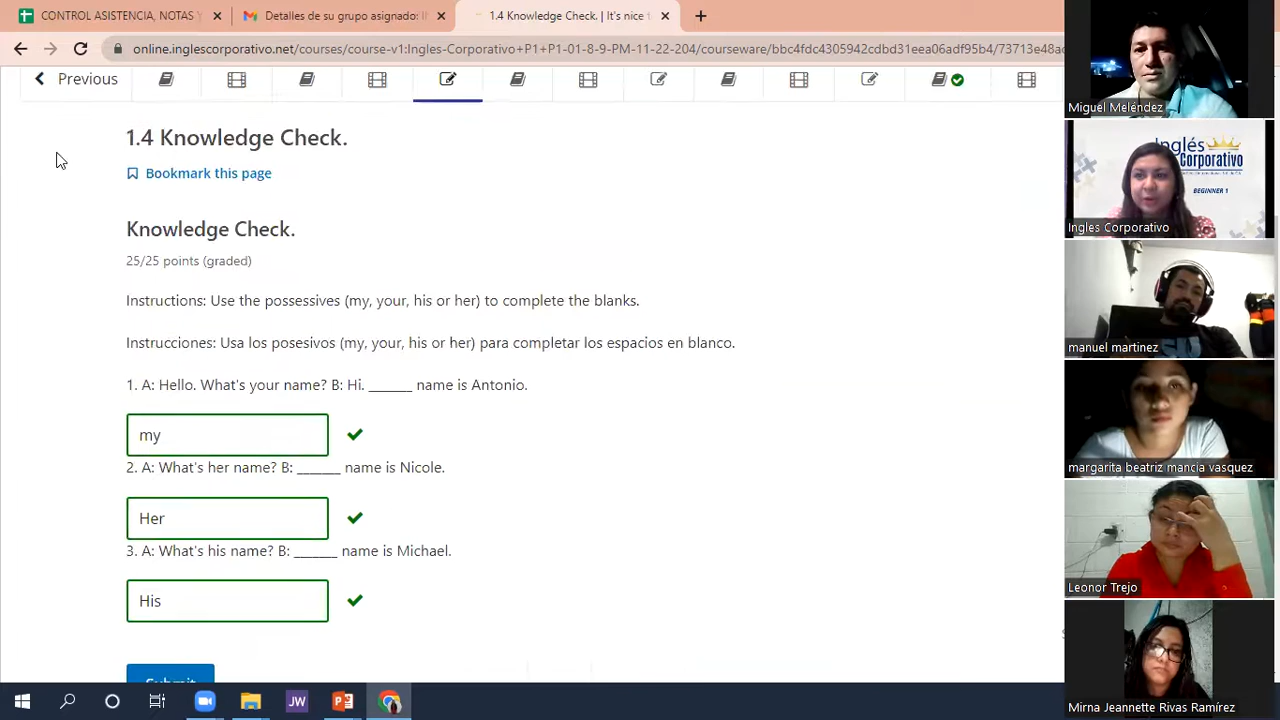 CONTROL ASISTENCIA, NOTAS Y
Detalles de su grupo asignado: I
1.4 Knowledge Check. | It's nice t
online.inglescorporativo.net/courses/course-v1:Ingles-Corporativo+P1+P1-01-8-9-PM-11-22-204/courseware/bbc4fdc4305942cdbd31eea06adf95b4/73713e48ac
Previous
1.4 Knowledge Check.
Bookmark this page
Knowledge Check.
25/25 points (graded)
Instructions: Use the possessives (my, your, his or her) to complete the blanks.
Instrucciones: Usa los posesivos (my, your, his or her) para completar los espacios en blanco.
1. A: Hello. What's your name? B: Hi. _______ name is Antonio.
my
2. A: What's her name? B: _______ name is Nicole.
Her
3. A: What's his name? B: _______ name is Michael.
His
Submit
JW
Miguel Meléndez
Inglés
Corporativo
BEGINNER 1
Ingles Corporativo
manuel martinez
margarita beatriz mancia vasquez
Leonor Trejo
Mirna Jeannette Rivas Ramírez